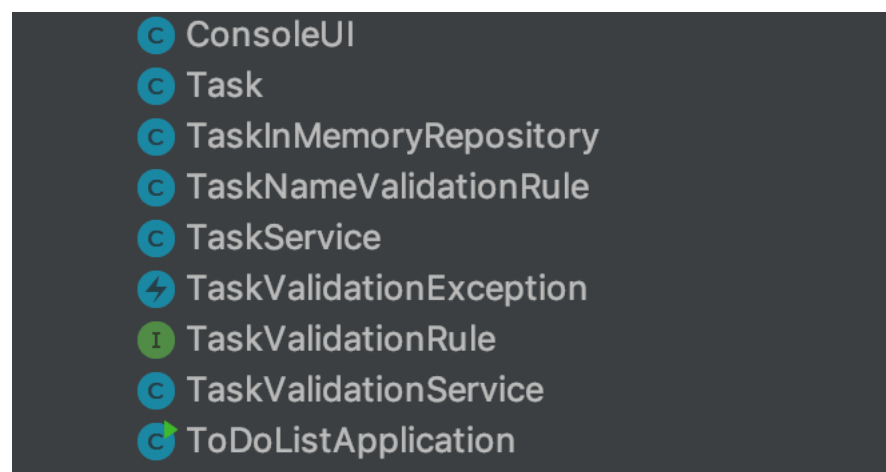 C ConsoleUI
C Task
C TaskInMemoryRepository
C TaskNameValidationRule
C TaskService
TaskValidationException
I TaskValidationRule
C TaskValidationService
C ToDoListApplication